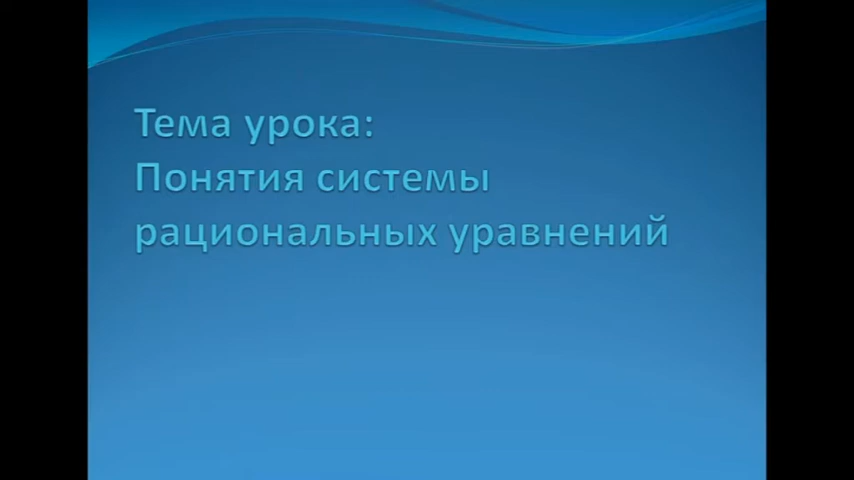 Тема урока:
Понятия системы
рациональных уравнений